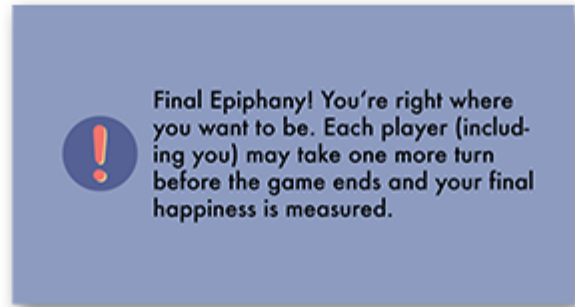 Final Epiphany! You're right where
you want to be. Each player (includ-
ing you) may take one more turn
before the game ends and your final
happiness is measured.